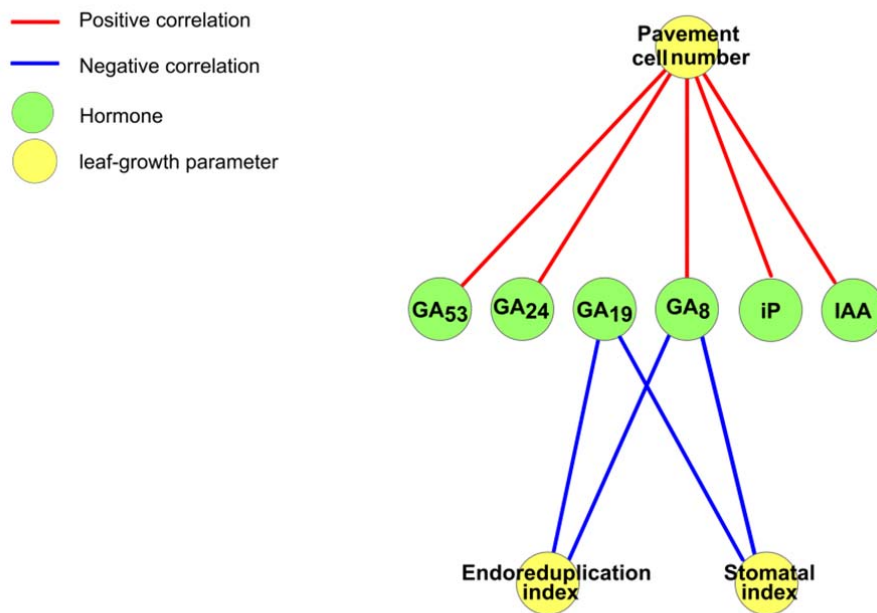 Positive correlation
Negative correlation
Hormone
leaf-growth parameter
Pavement
cell number
GA53
GA24
GA19
GA8
iP
IAA
Endoreduplication
index
Stomatal
index